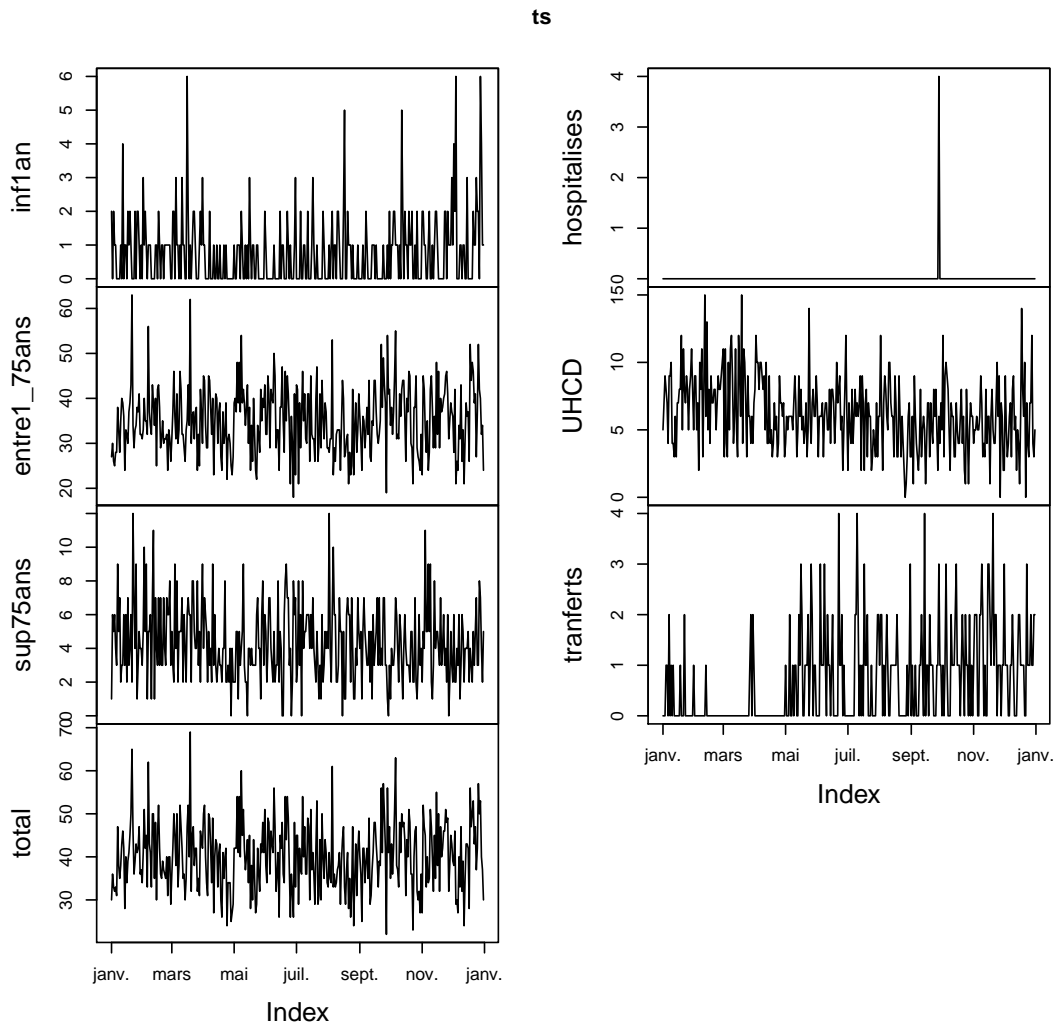 ts
inf1an
0 1 2 3 4 5 6
entre1_75ans
20 30 40 50 60
sup75ans
0 2 4 6 8 10
total
30 40 50 60 70
janv. mars mai juil. sept. nov. janv.
Index
hospitalises
0 1 2 3 4
UHCD
0 5 10 15
tranferts
0 1 2 3 4
janv. mars mai juil. sept. nov. janv.
Index